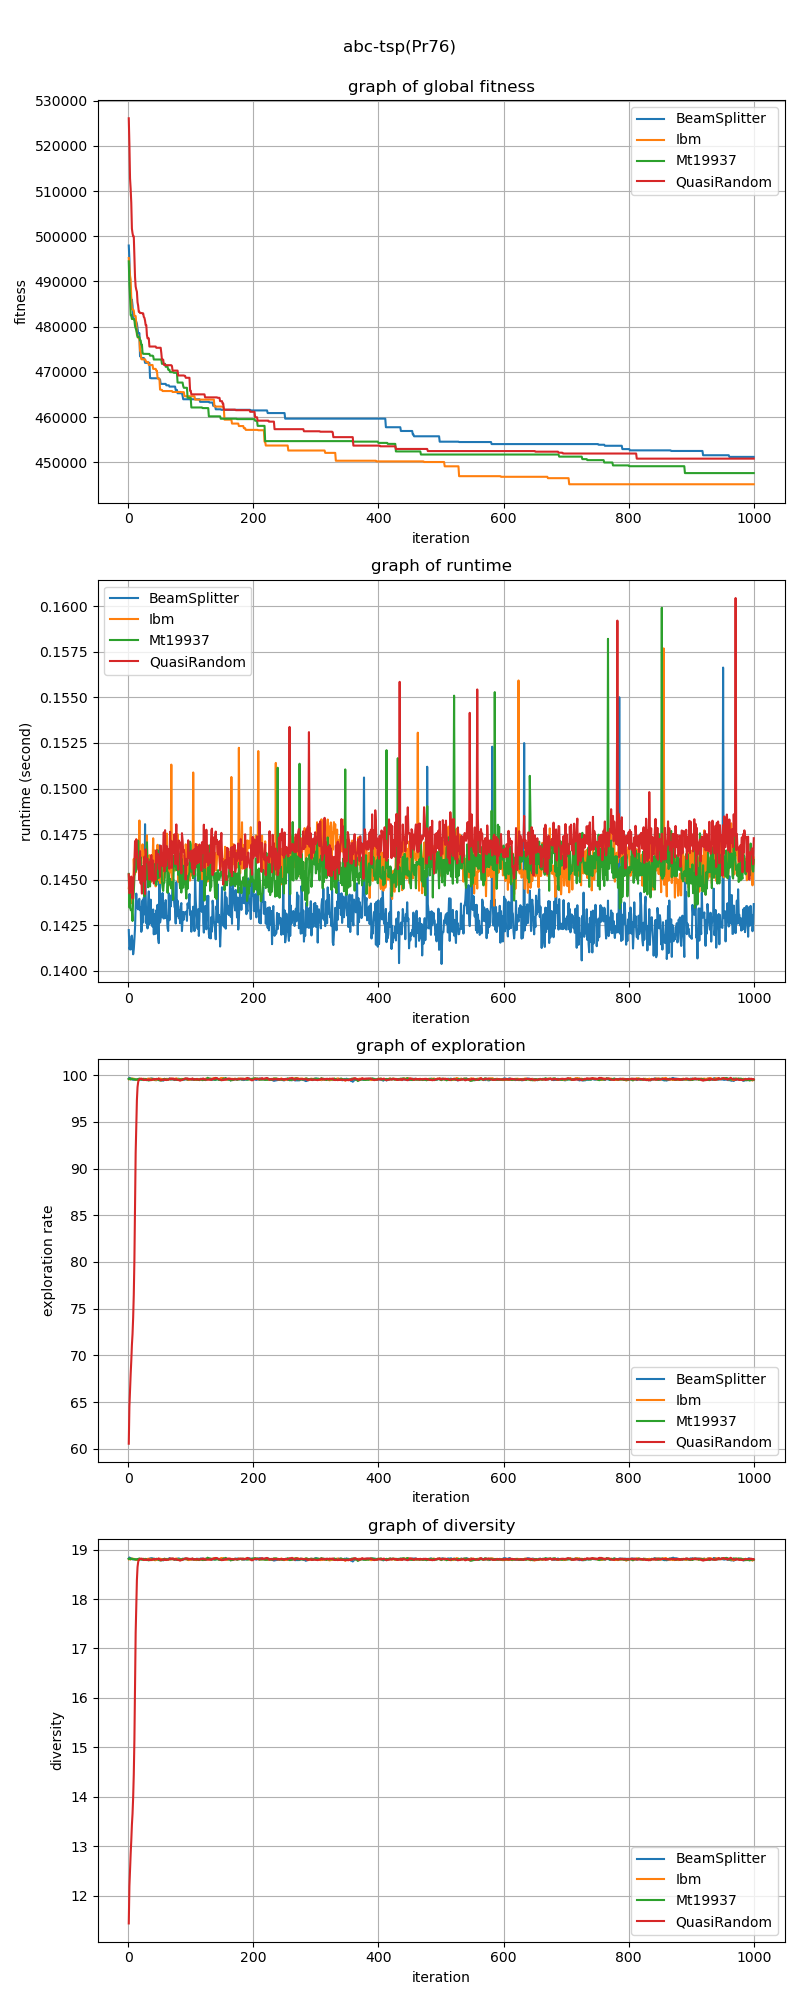 abc-tsp(Pr76)
graph of global fitness
530000
520000
510000
500000
490000
480000
470000
460000
450000
fitness
0 200 400 600 800 1000
iteration
BeamSplitter
Ibm
Mt19937
QuasiRandom
graph of runtime
0.1600
0.1575
0.1550
0.1525
0.1500
0.1475
0.1450
0.1425
0.1400
runtime (second)
0 200 400 600 800 1000
iteration
BeamSplitter
Ibm
Mt19937
QuasiRandom
graph of exploration
100
95
90
85
80
75
70
65
60
exploration rate
0 200 400 600 800 1000
iteration
BeamSplitter
Ibm
Mt19937
QuasiRandom
graph of diversity
19
18
17
16
15
14
13
12
diversity
0 200 400 600 800 1000
iteration
BeamSplitter
Ibm
Mt19937
QuasiRandom